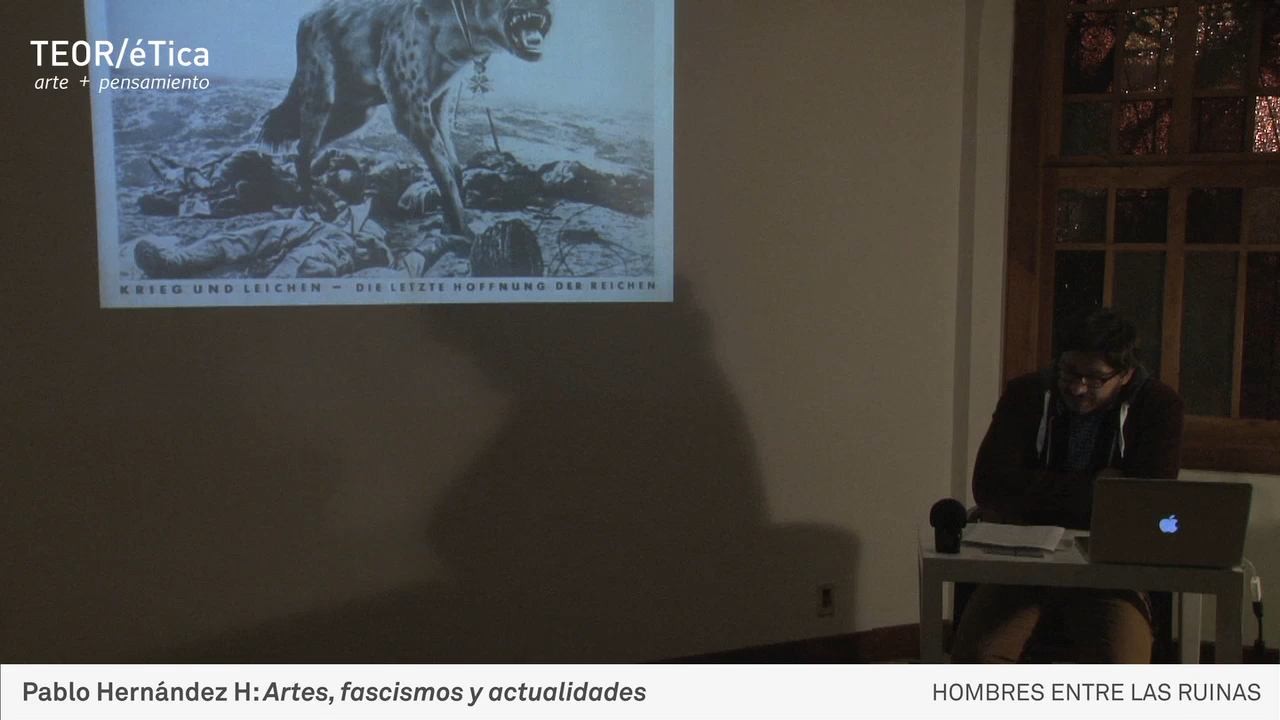 TEOR/éTica
arte + pensamiento
KRIEG UND LEICHEN – DIE LETZTE HOFFNUNG DER REICHEN
Pablo Hernández H: Artes, fascismos y actualidades
HOMBRES ENTRE LAS RUINAS